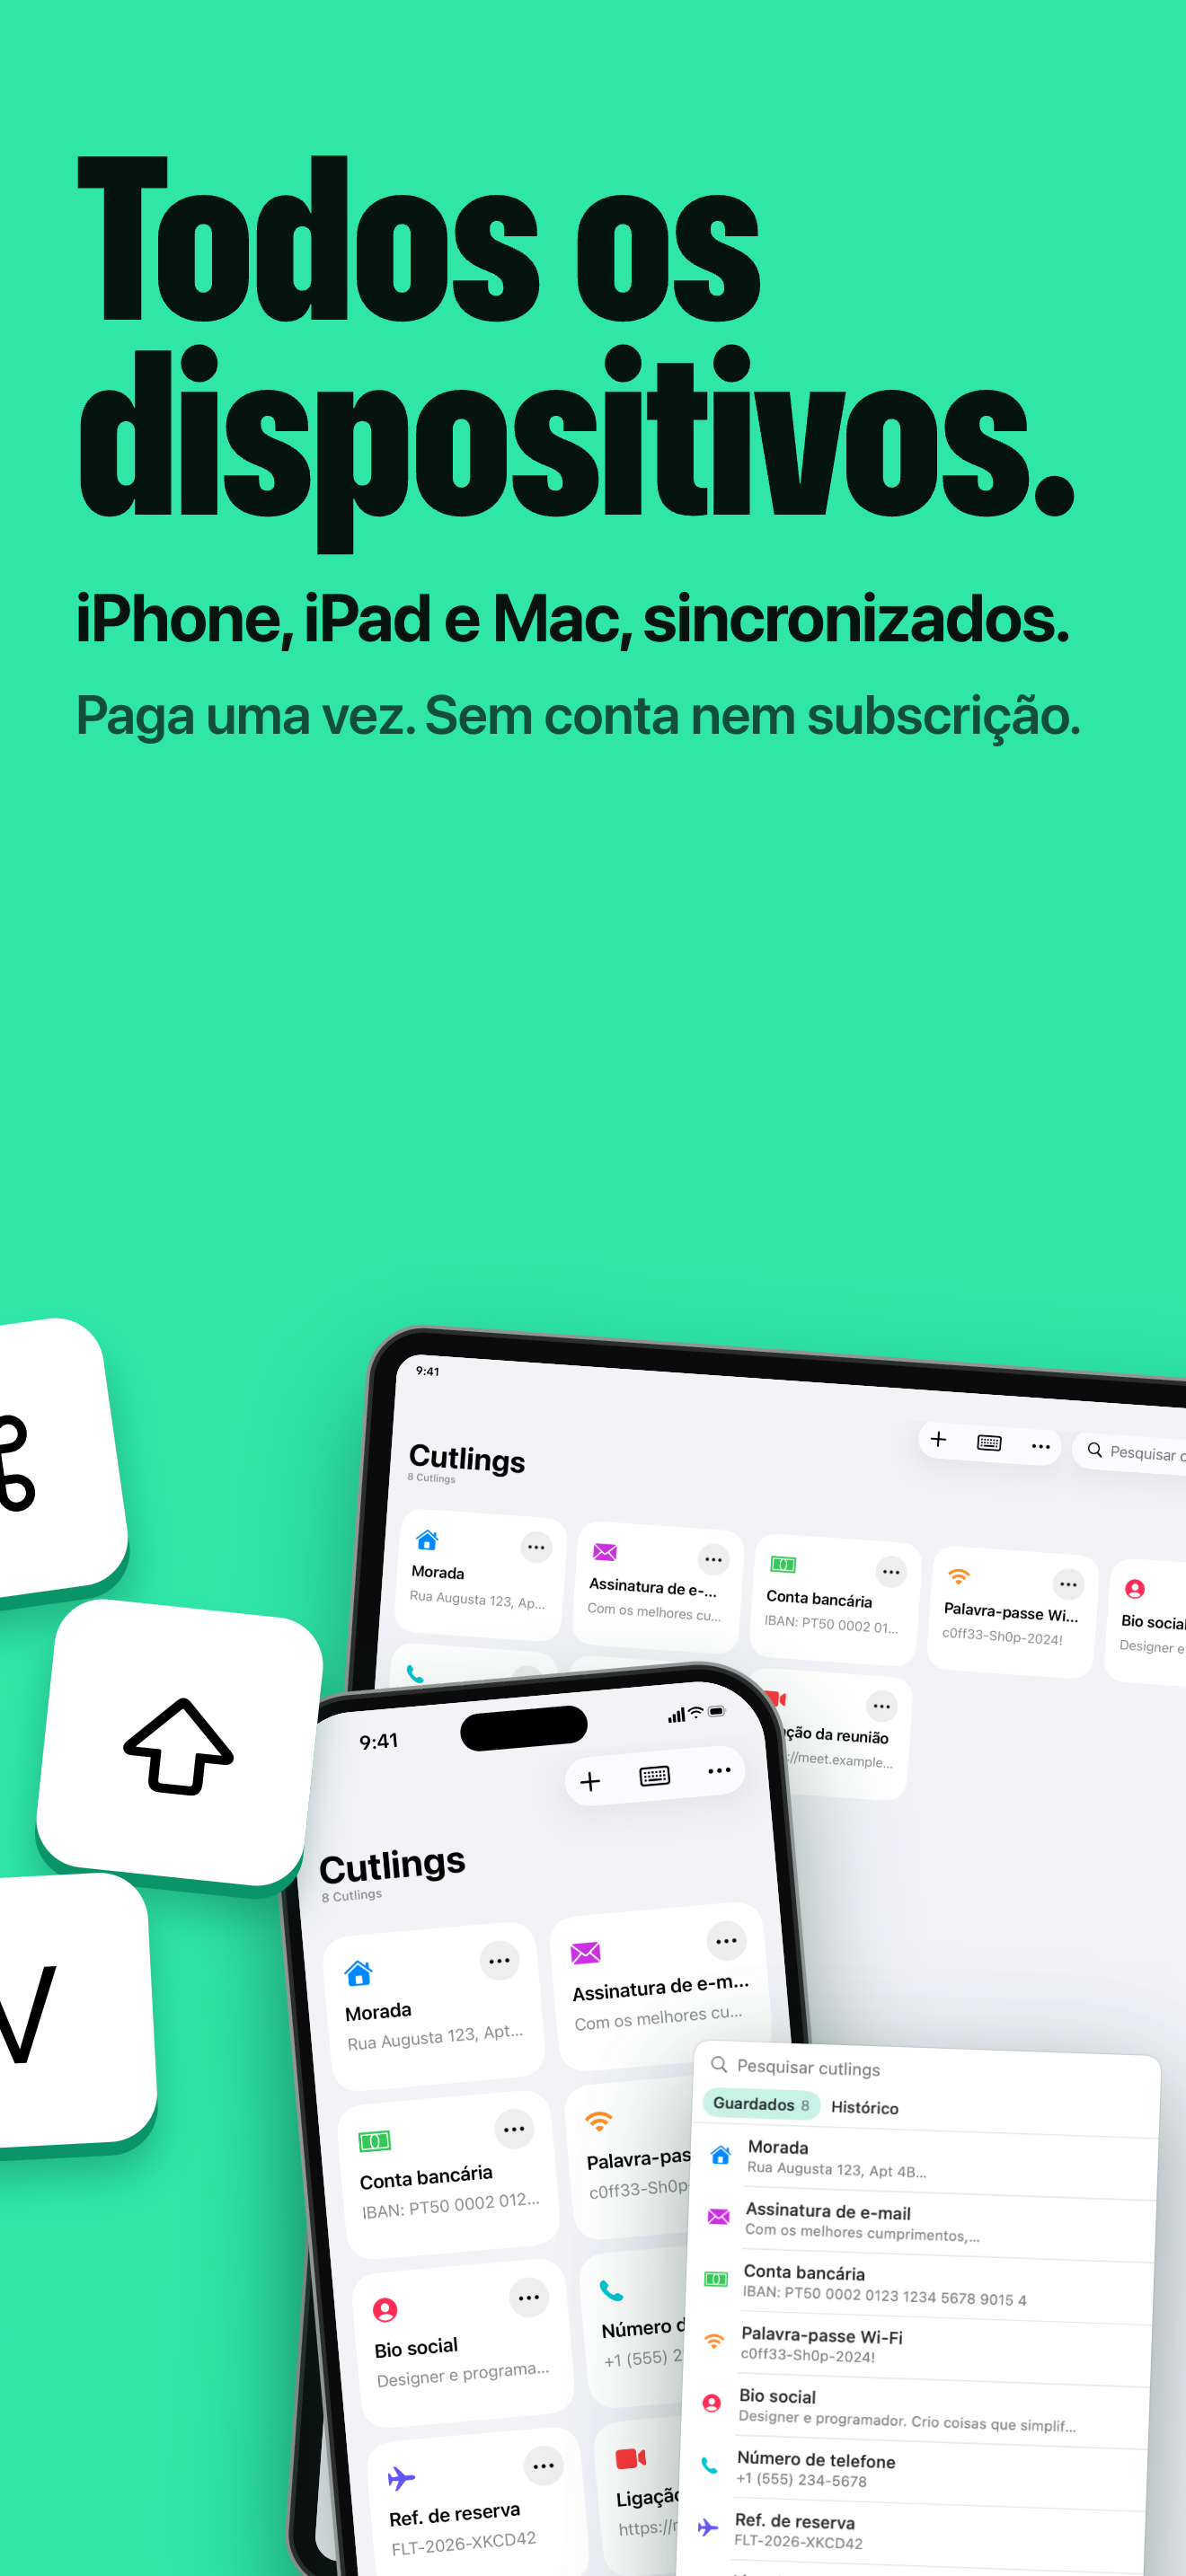 Todos os
dispositivos.
iPhone, iPad e Mac, sincronizados.
Paga uma vez. Sem conta nem subscrição.
9:41
Cutlings
8 Cutlings
Pesquisar
Morada
Rua Augusta 123, Ap...
Assinatura de e-...
Com os melhores cu...
Conta bancária
IBAN: PT50 0002 01...
Palavra-passe Wi...
c0ff33-Sh0p-2024!
Bio social
Designer e
da reunião
://meet.example...
9:41
Cutlings
8 Cutlings
Morada
Rua Augusta 123, Apt...
Assinatura de e-m...
Com os melhores cu...
Conta bancária
IBAN: PT50 0002 012...
Palavra-pas
c0ff33-Sh0p-
Bio social
Designer e programa...
Número d
+1 (555) 2
Ref. de reserva
FLT-2026-XKCD42
Ligação
https://
V
Pesquisar cutlings
Guardados 8 Histórico
Morada
Rua Augusta 123, Apt 4B...
Assinatura de e-mail
Com os melhores cumprimentos,...
Conta bancária
IBAN: PT50 0002 0123 1234 5678 9015 4
Palavra-passe Wi-Fi
c0ff33-Sh0p-2024!
Bio social
Designer e programador. Crio coisas que simplif...
Número de telefone
+1 (555) 234-5678
Ref. de reserva
FLT-2026-XKCD42